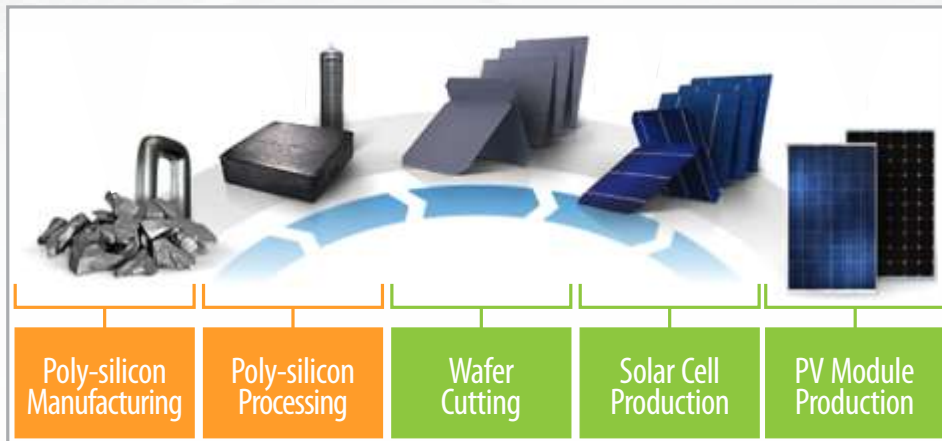 Poly-silicon
Manufacturing
Poly-silicon
Processing
Wafer
Cutting
Solar Cell
Production
PV Module
Production